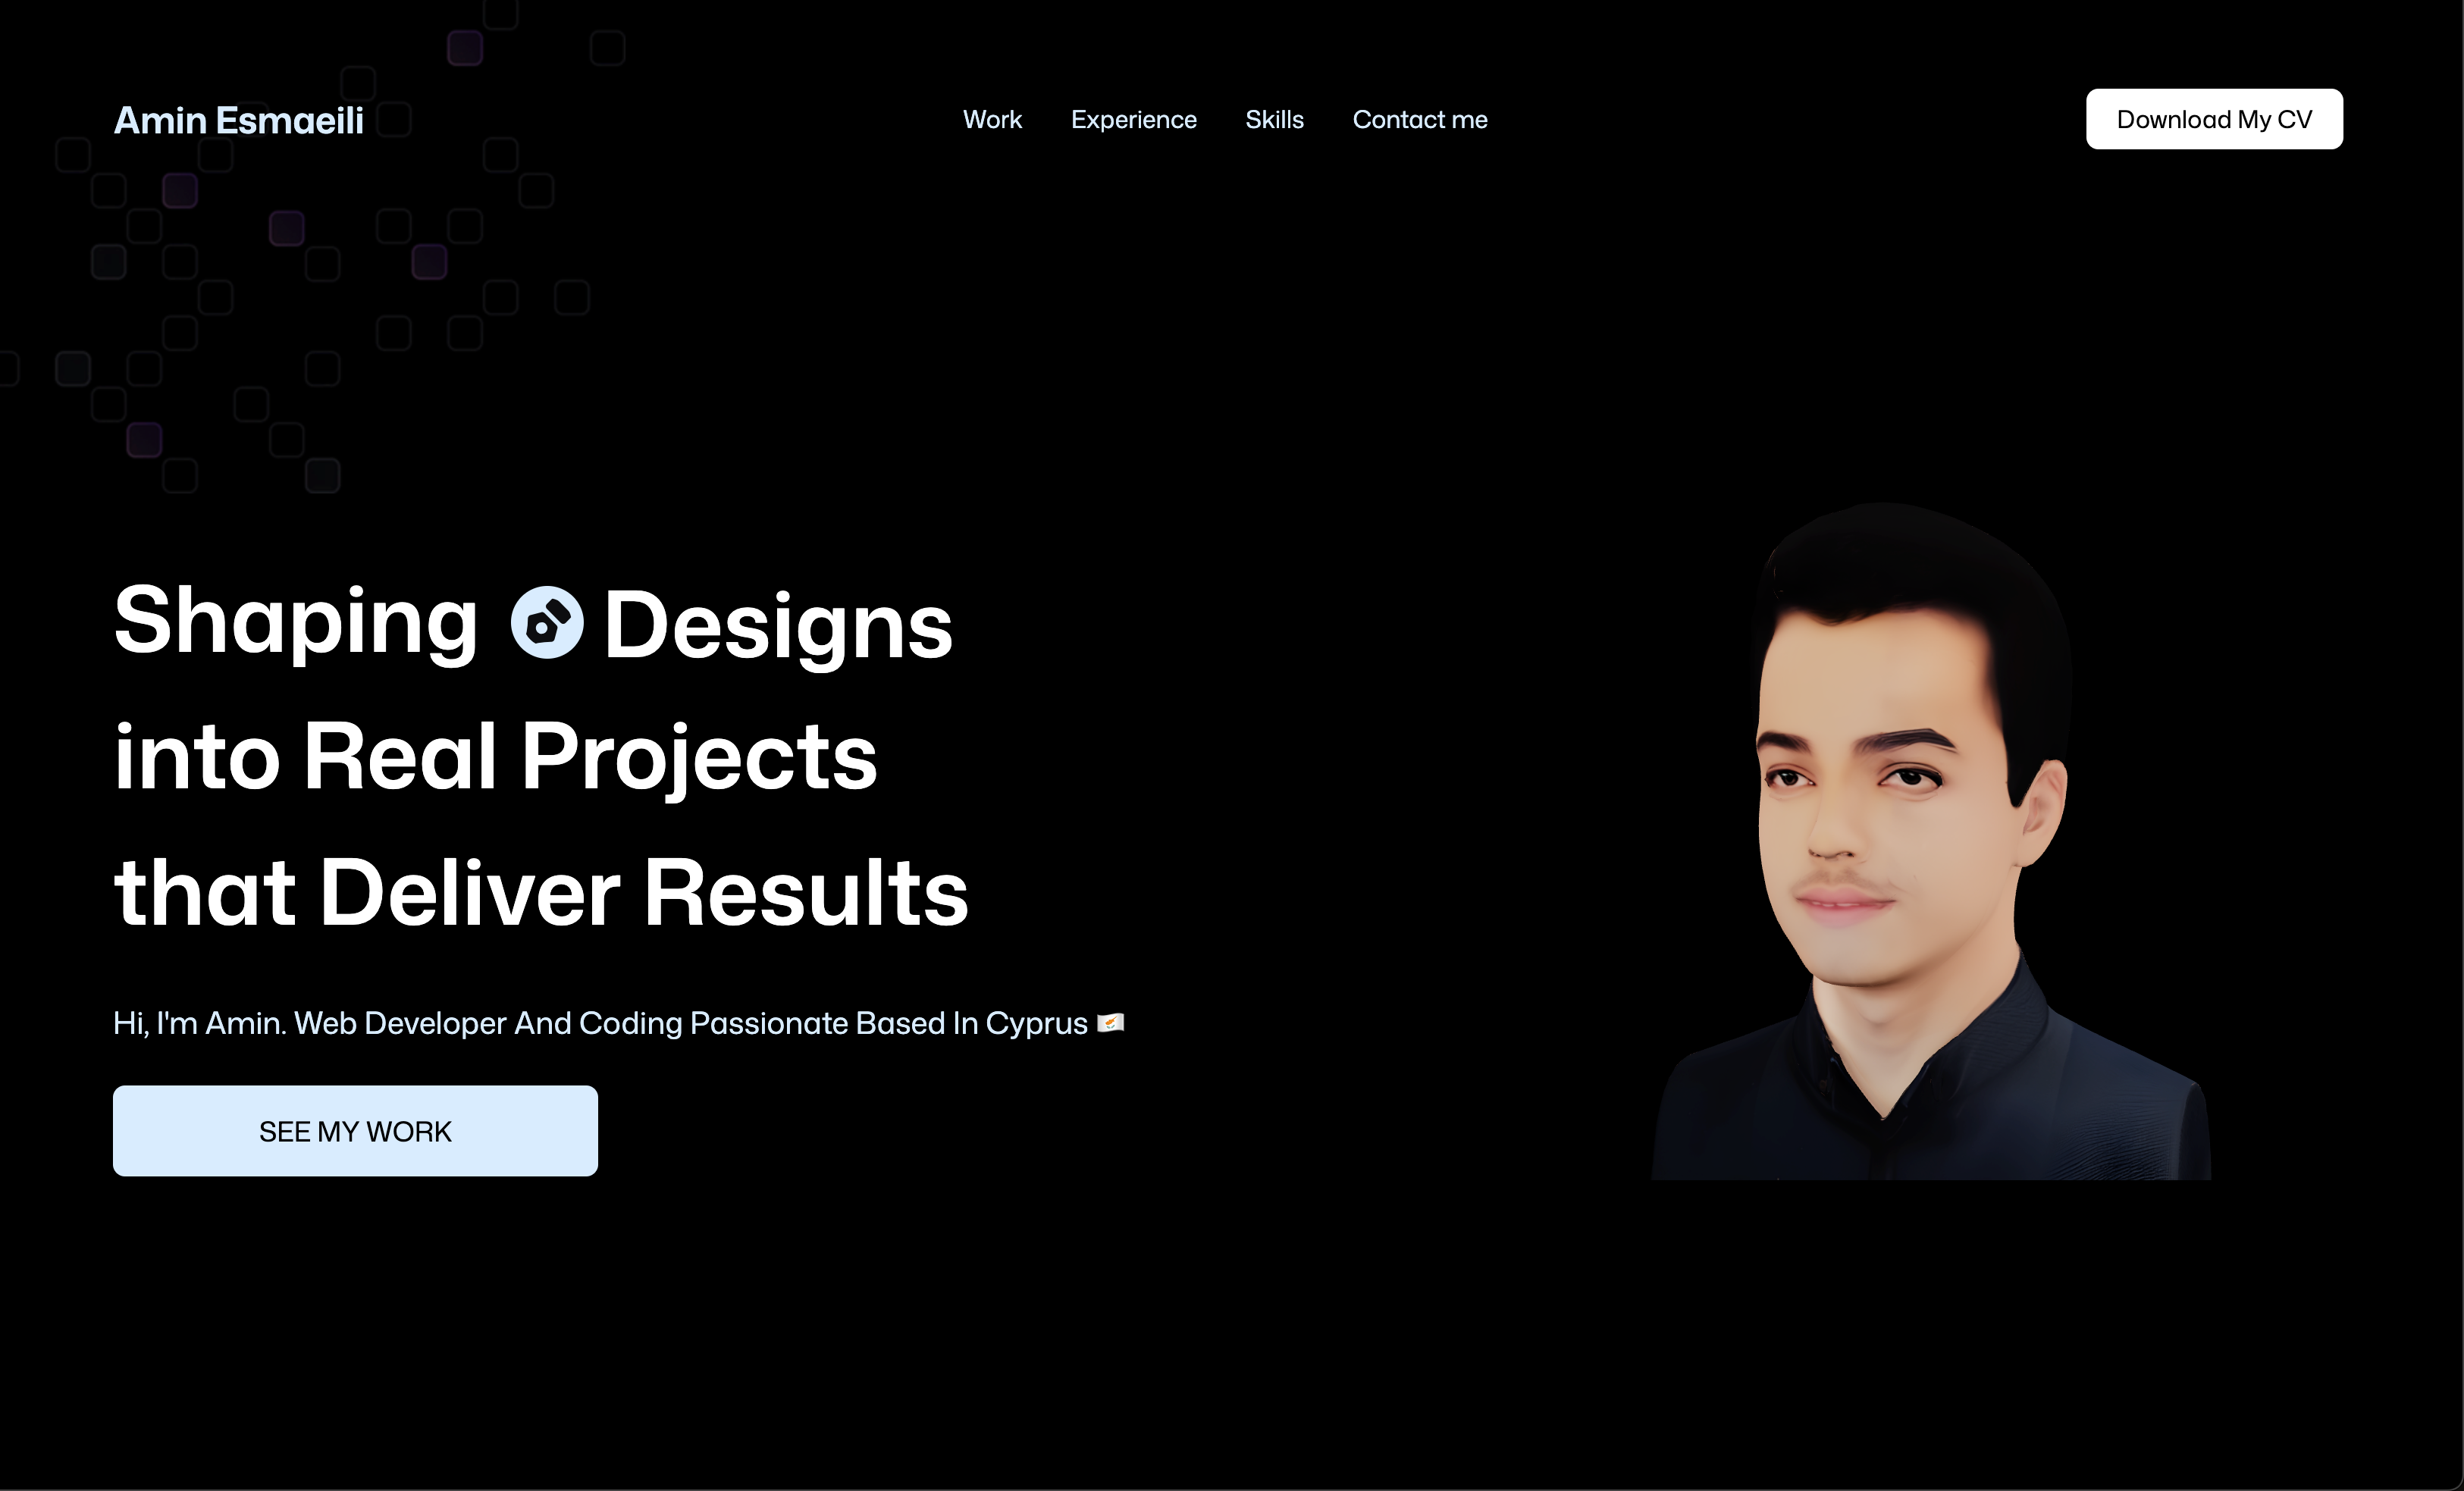 Amin Esmaeili
Work Experience Skills Contact me
Download My CV
Shaping Designs
into Real Projects
that Deliver Results
Hi, I'm Amin. Web Developer And Coding Passionate Based In Cyprus 🇨🇾
SEE MY WORK